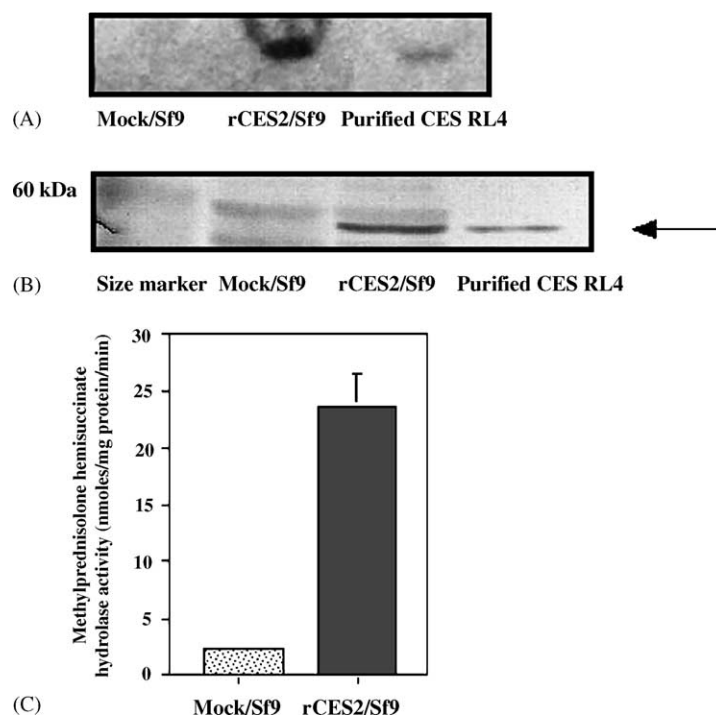 Mock/Sf9 rCES2/Sf9 Purified CES RL4
(A)
60 kDa
Size marker Mock/Sf9 rCES2/Sf9 Purified CES RL4
(B)
Methylprednisolone hemisuccinate
hydrolase activity (nmoles/mg protein/min)
30
25
20
15
10
5
0
Mock/Sf9 rCES2/Sf9
(C)